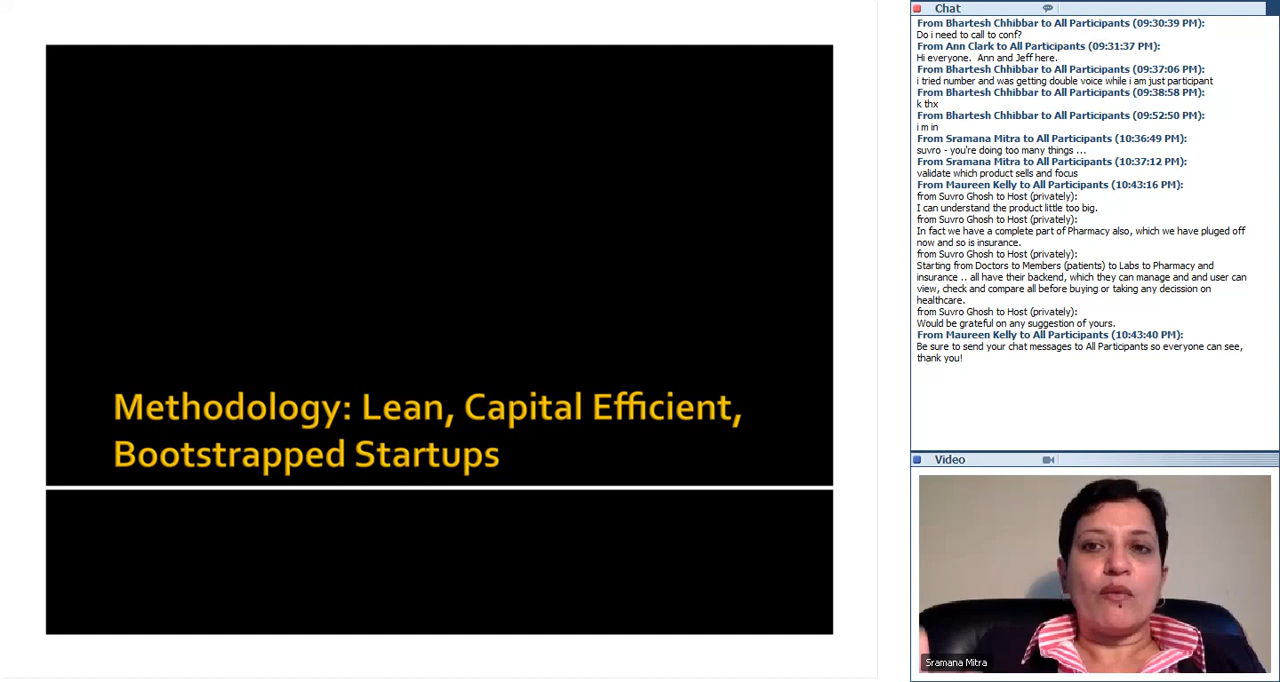 Methodology: Lean, Capital Efficient,
Bootstrapped Startups
Chat
From Bhartesh Chhibbar to All Participants (09:30:39 PM):
Do i need to call to conf?
From Ann Clark to All Participants (09:31:37 PM):
Hi everyone.  Ann and Jeff here.
From Bhartesh Chhibbar to All Participants (09:37:06 PM):
i tried number and was getting double voice while i am just participant
From Bhartesh Chhibbar to All Participants (09:38:58 PM):
k thx
From Bhartesh Chhibbar to All Participants (09:52:50 PM):
i m in
From Sramana Mitra to All Participants (10:36:49 PM):
suvro - you're doing too many things ...
From Sramana Mitra to All Participants (10:37:12 PM):
validate which product sells and focus
From Maureen Kelly to All Participants (10:43:16 PM):
from Suvro Ghosh to Host (privately):
I can understand the product little too big.
from Suvro Ghosh to Host (privately):
In fact we have a complete part of Pharmacy also, which we have pluged off
now and so is insurance.
from Suvro Ghosh to Host (privately):
Starting from Doctors to Members (patients) to Labs to Pharmacy and
insurance .. all have their backend, which they can manage and and user can
view, check and compare all before buying or taking any decission on
healthcare.
from Suvro Ghosh to Host (privately):
Would be grateful on any suggestion of yours.
From Maureen Kelly to All Participants (10:43:40 PM):
Be sure to send your chat messages to All Participants so everyone can see,
thank you!
Video
Sramana Mitra